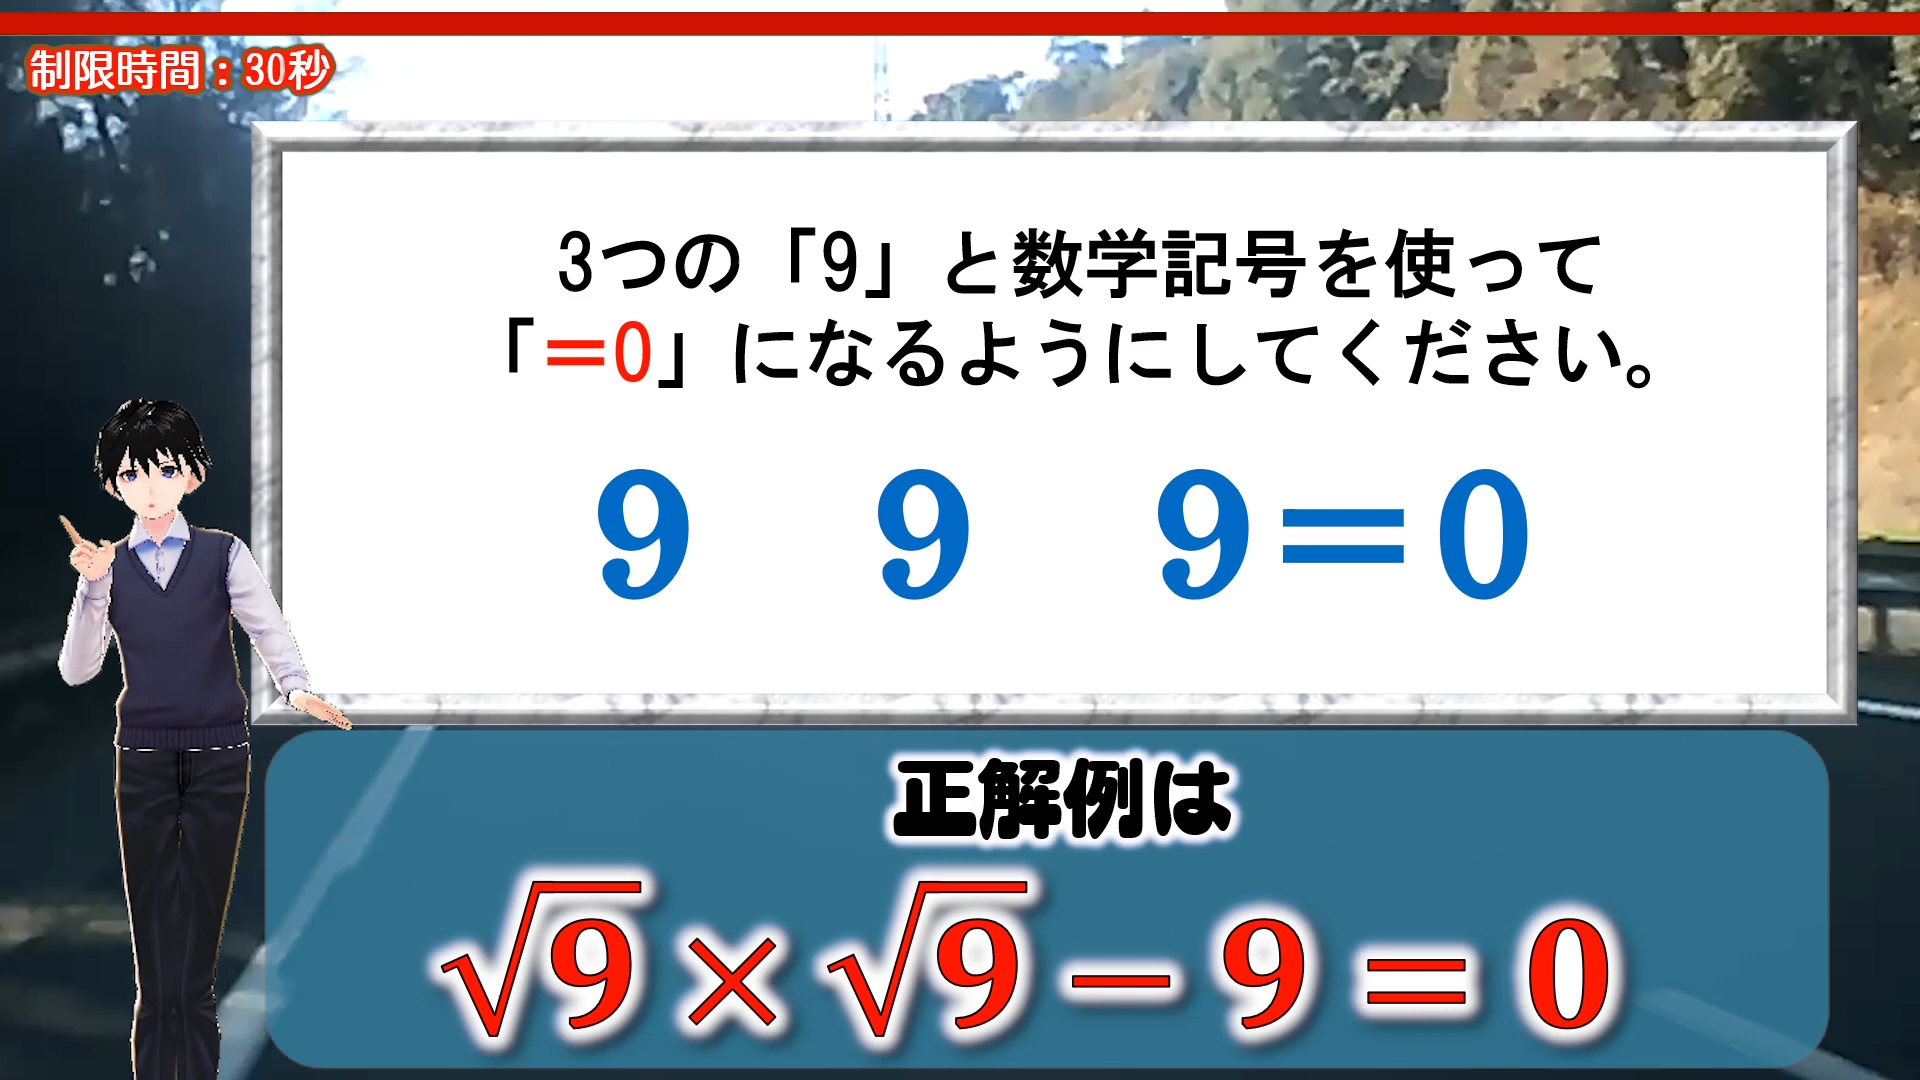 制限時間：30秒
3つの「9」と数学記号を使って
「＝0」になるようにしてください。
9 9 9＝0
正解例は
√9×√9－9＝0